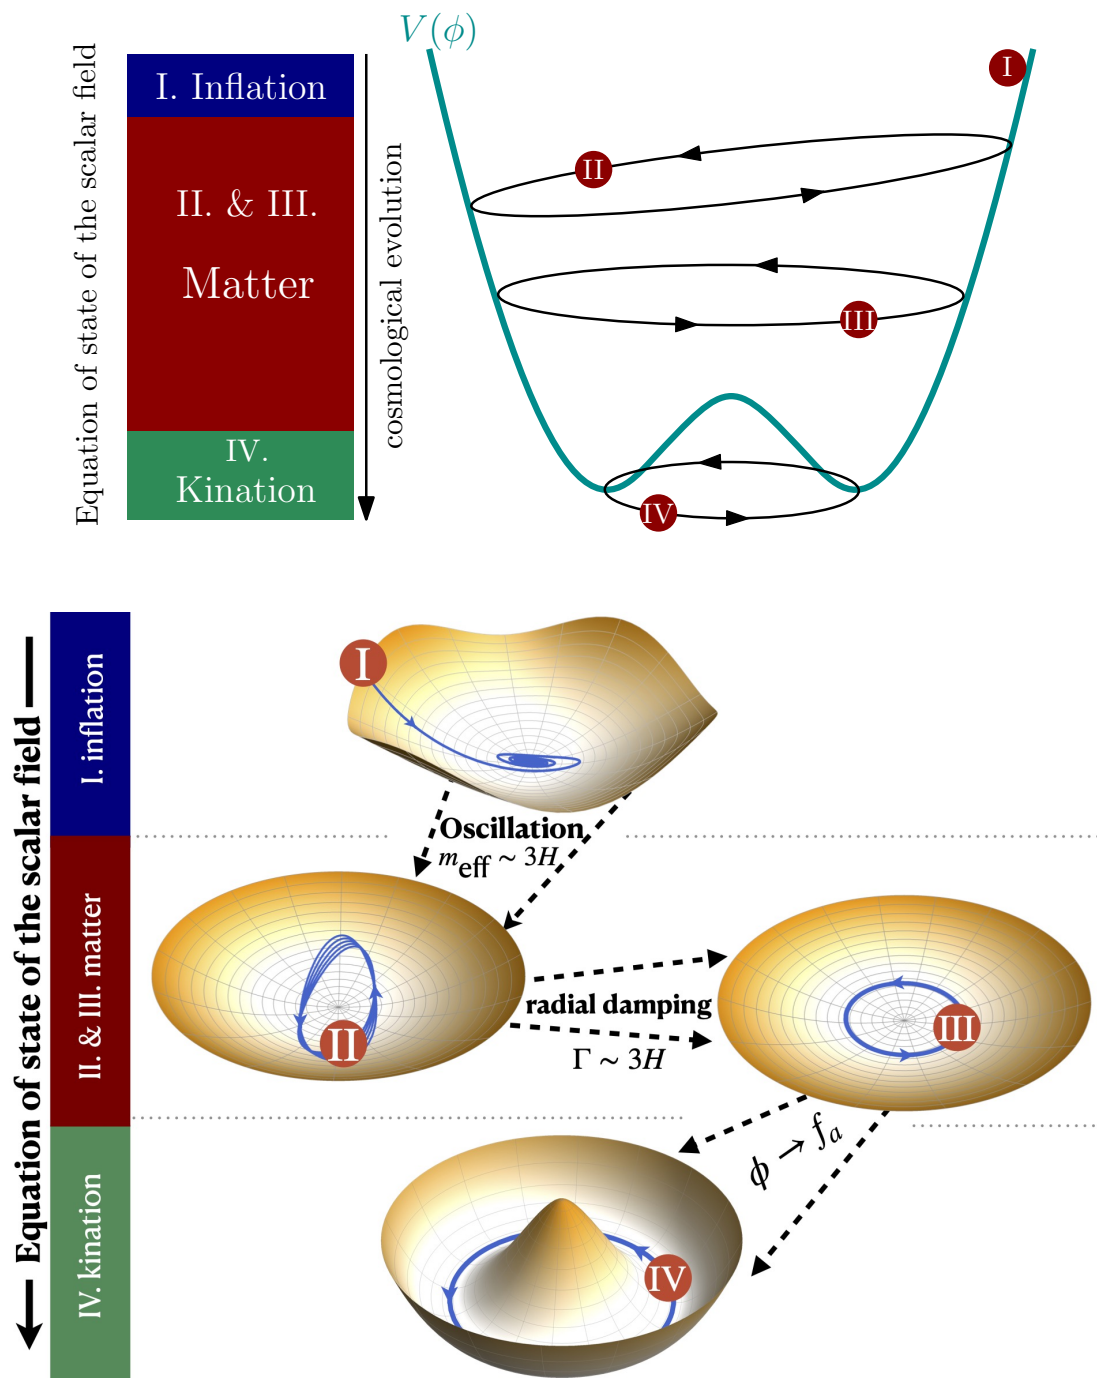 V(ϕ)
Equation of state of the scalar field
I. Inflation
II. & III.
Matter
IV.
Kination
cosmological evolution
I
II
III
IV
Equation of state of the scalar field
I. inflation
II. & III. matter
IV. kination
I
Oscillation
m_eff ~ 3H
II
radial damping
Γ ~ 3H
III
ϕ → f_a
IV